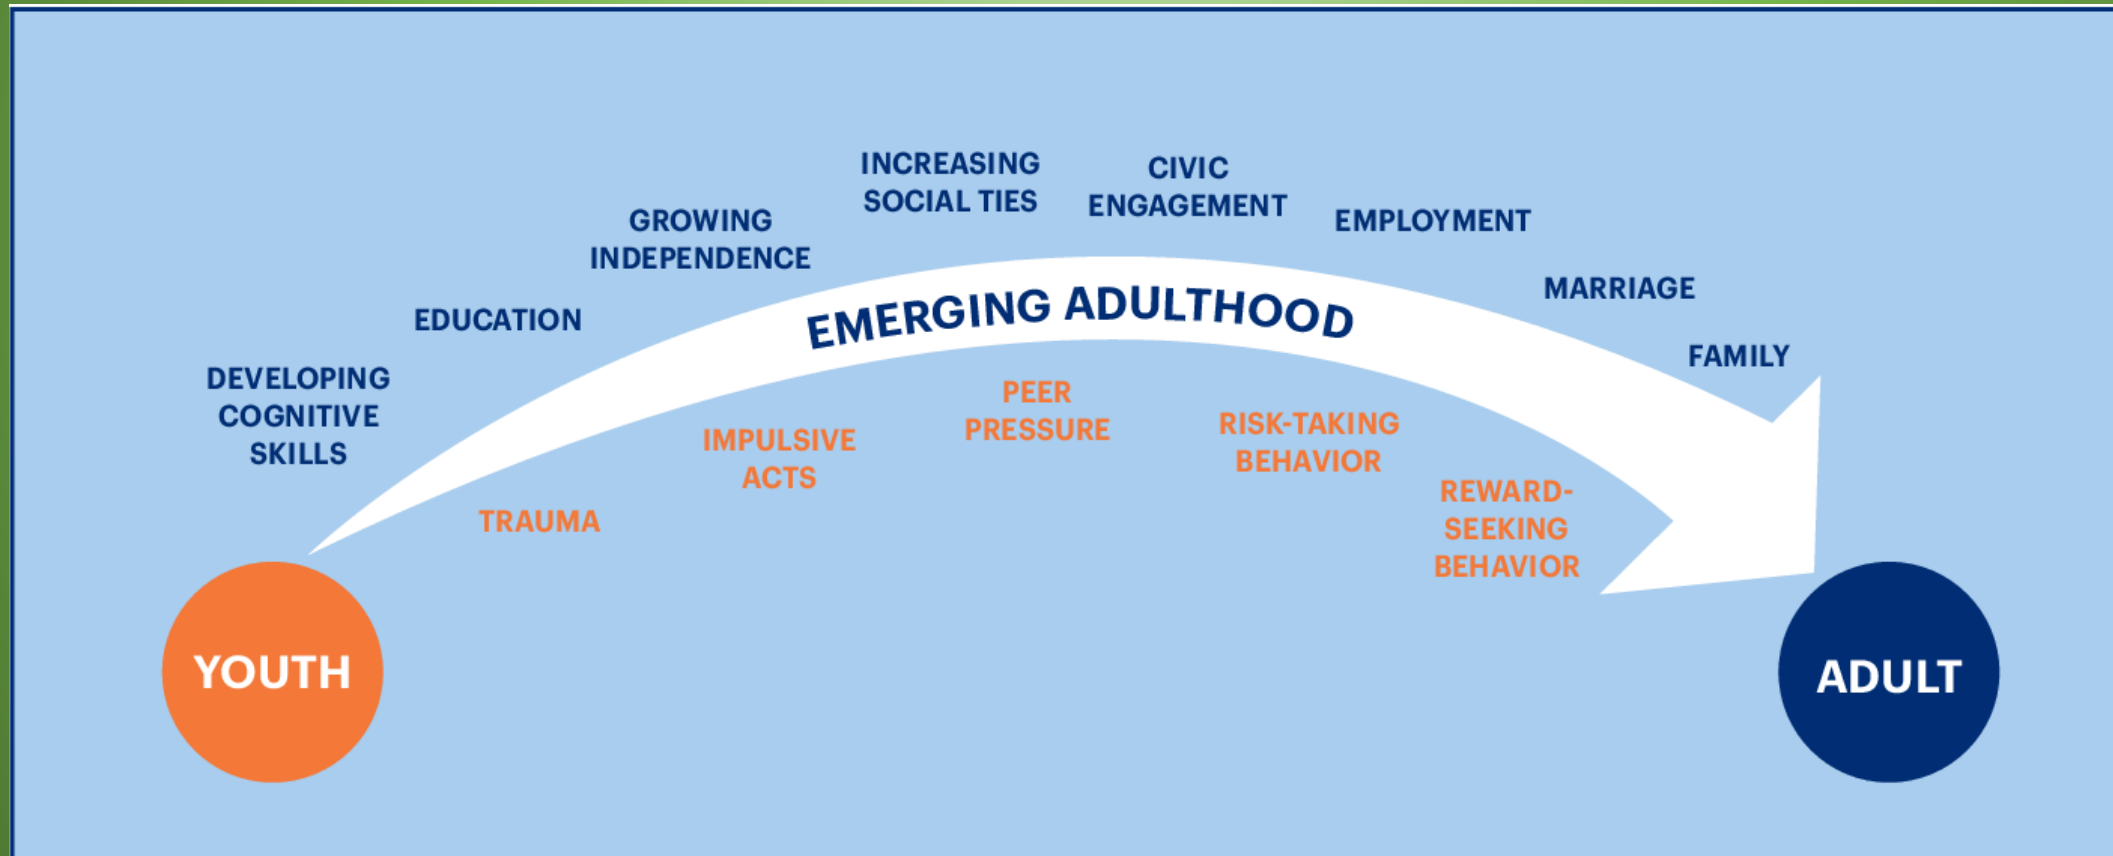 INCREASING
SOCIAL TIES
CIVIC
ENGAGEMENT
GROWING
INDEPENDENCE
EMPLOYMENT
MARRIAGE
EDUCATION
EMERGING ADULTHOOD
FAMILY
DEVELOPING
COGNITIVE
SKILLS
PEER
PRESSURE
IMPULSIVE
ACTS
RISK-TAKING
BEHAVIOR
TRAUMA
REWARD-
SEEKING
BEHAVIOR
YOUTH
ADULT